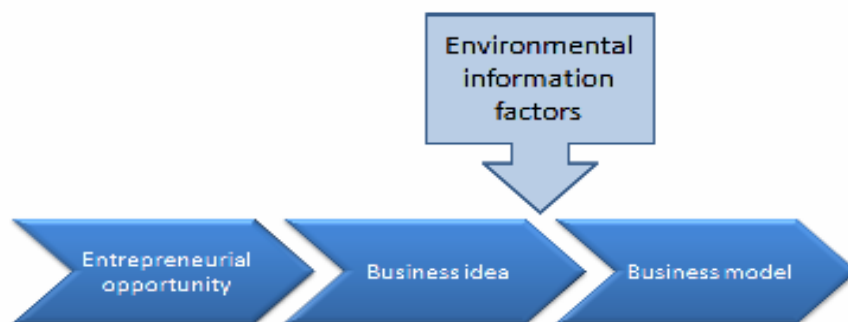 Environmental
information
factors
Entrepreneurial
opportunity
Business idea
Business model